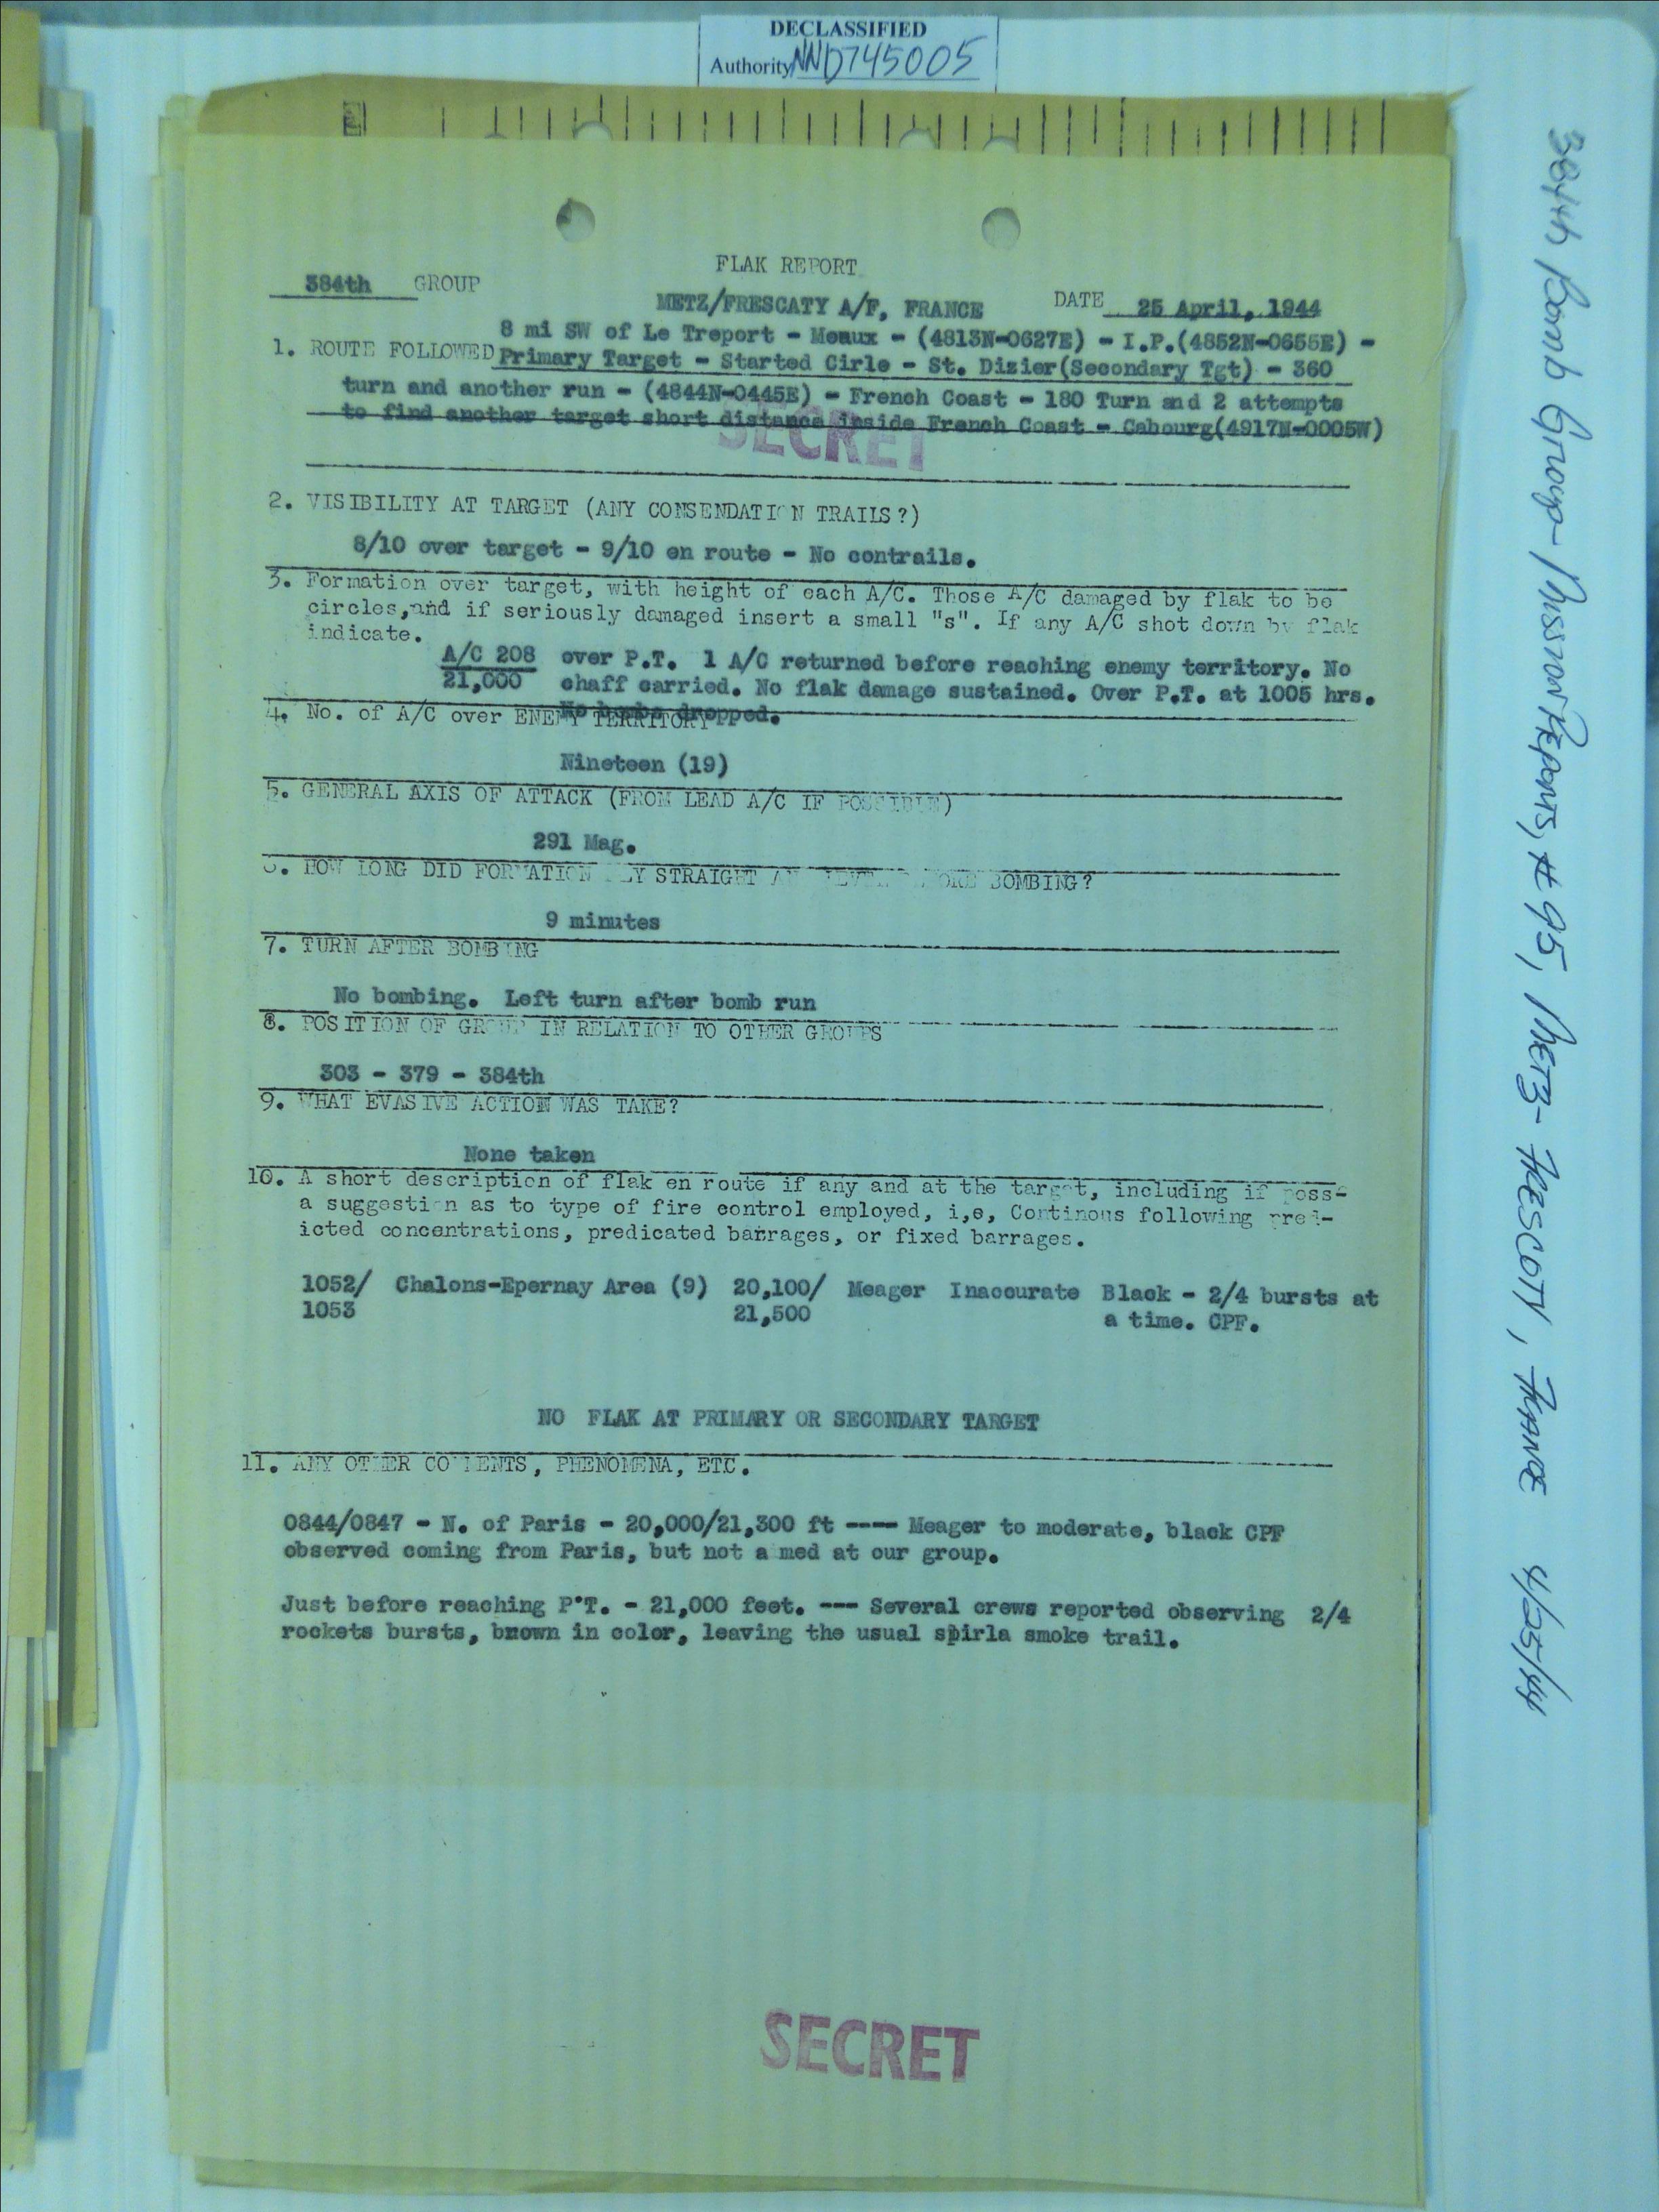 DECLASSIFIED
Authority NND745005
FLAK REPORT
384th GROUP
METZ/FRESCATY A/F, FRANCE DATE 25 April, 1944
8 mi SW of Le Treport - Meaux - (4813N-0627E) - I.P.(4852N-0655E) -
1. ROUTE FOLLOWED Primary Target - Started Cirle - St. Dizier(Secondary Tgt) - 360
turn and another run - (4844N-0445E) - French Coast - 180 Turn and 2 attempts
to find another target short distance inside French Coast - Cabourg(4917N-0005W)
SECRET
2. VISIBILITY AT TARGET (ANY CONSENDATION TRAILS?)
8/10 over target - 9/10 en route - No contrails.
3. Formation over target, with height of each A/C. Those A/C damaged by flak to be
circles,and if seriously damaged insert a small "s". If any A/C shot down by flak
indicate.
A/C 208 over P.T. 1 A/C returned before reaching enemy territory. No
21,000 chaff carried. No flak damage sustained. Over P.T. at 1005 hrs.
No bombs dropped.
4. No. of A/C over ENEMY TERRITORY
Nineteen (19)
5. GENERAL AXIS OF ATTACK (FROM LEAD A/C IF POSSIBLE)
291 Mag.
6. HOW LONG DID FORMATION FLY STRAIGHT AND LEVEL BEFORE BOMBING?
9 minutes
7. TURN AFTER BOMBING
No bombing. Left turn after bomb run
8. POSITION OF GROUP IN RELATION TO OTHER GROUPS
303 - 379 - 384th
9. WHAT EVASIVE ACTION WAS TAKE?
None taken
10. A short description of flak en route if any and at the target, including if poss-
a suggestion as to type of fire control employed, i,e, Continous following pred-
icted concentrations, predicated barrages, or fixed barrages.
1052/ Chalons-Epernay Area (9) 20,100/ Meager Inaccurate Black - 2/4 bursts at
1053 21,500 a time. CPF.
NO FLAK AT PRIMARY OR SECONDARY TARGET
11. ANY OTHER COMMENTS, PHENOMENA, ETC.
0844/0847 - N. of Paris - 20,000/21,300 ft ---- Meager to moderate, black CPF
observed coming from Paris, but not a med at our group.
Just before reaching P'T. - 21,000 feet. --- Several crews reported observing 2/4
rockets bursts, brown in color, leaving the usual spirla smoke trail.
SECRET
384th Bomb Group - Mission Reports, #95, Metz - Frescoty, France 4/25/44